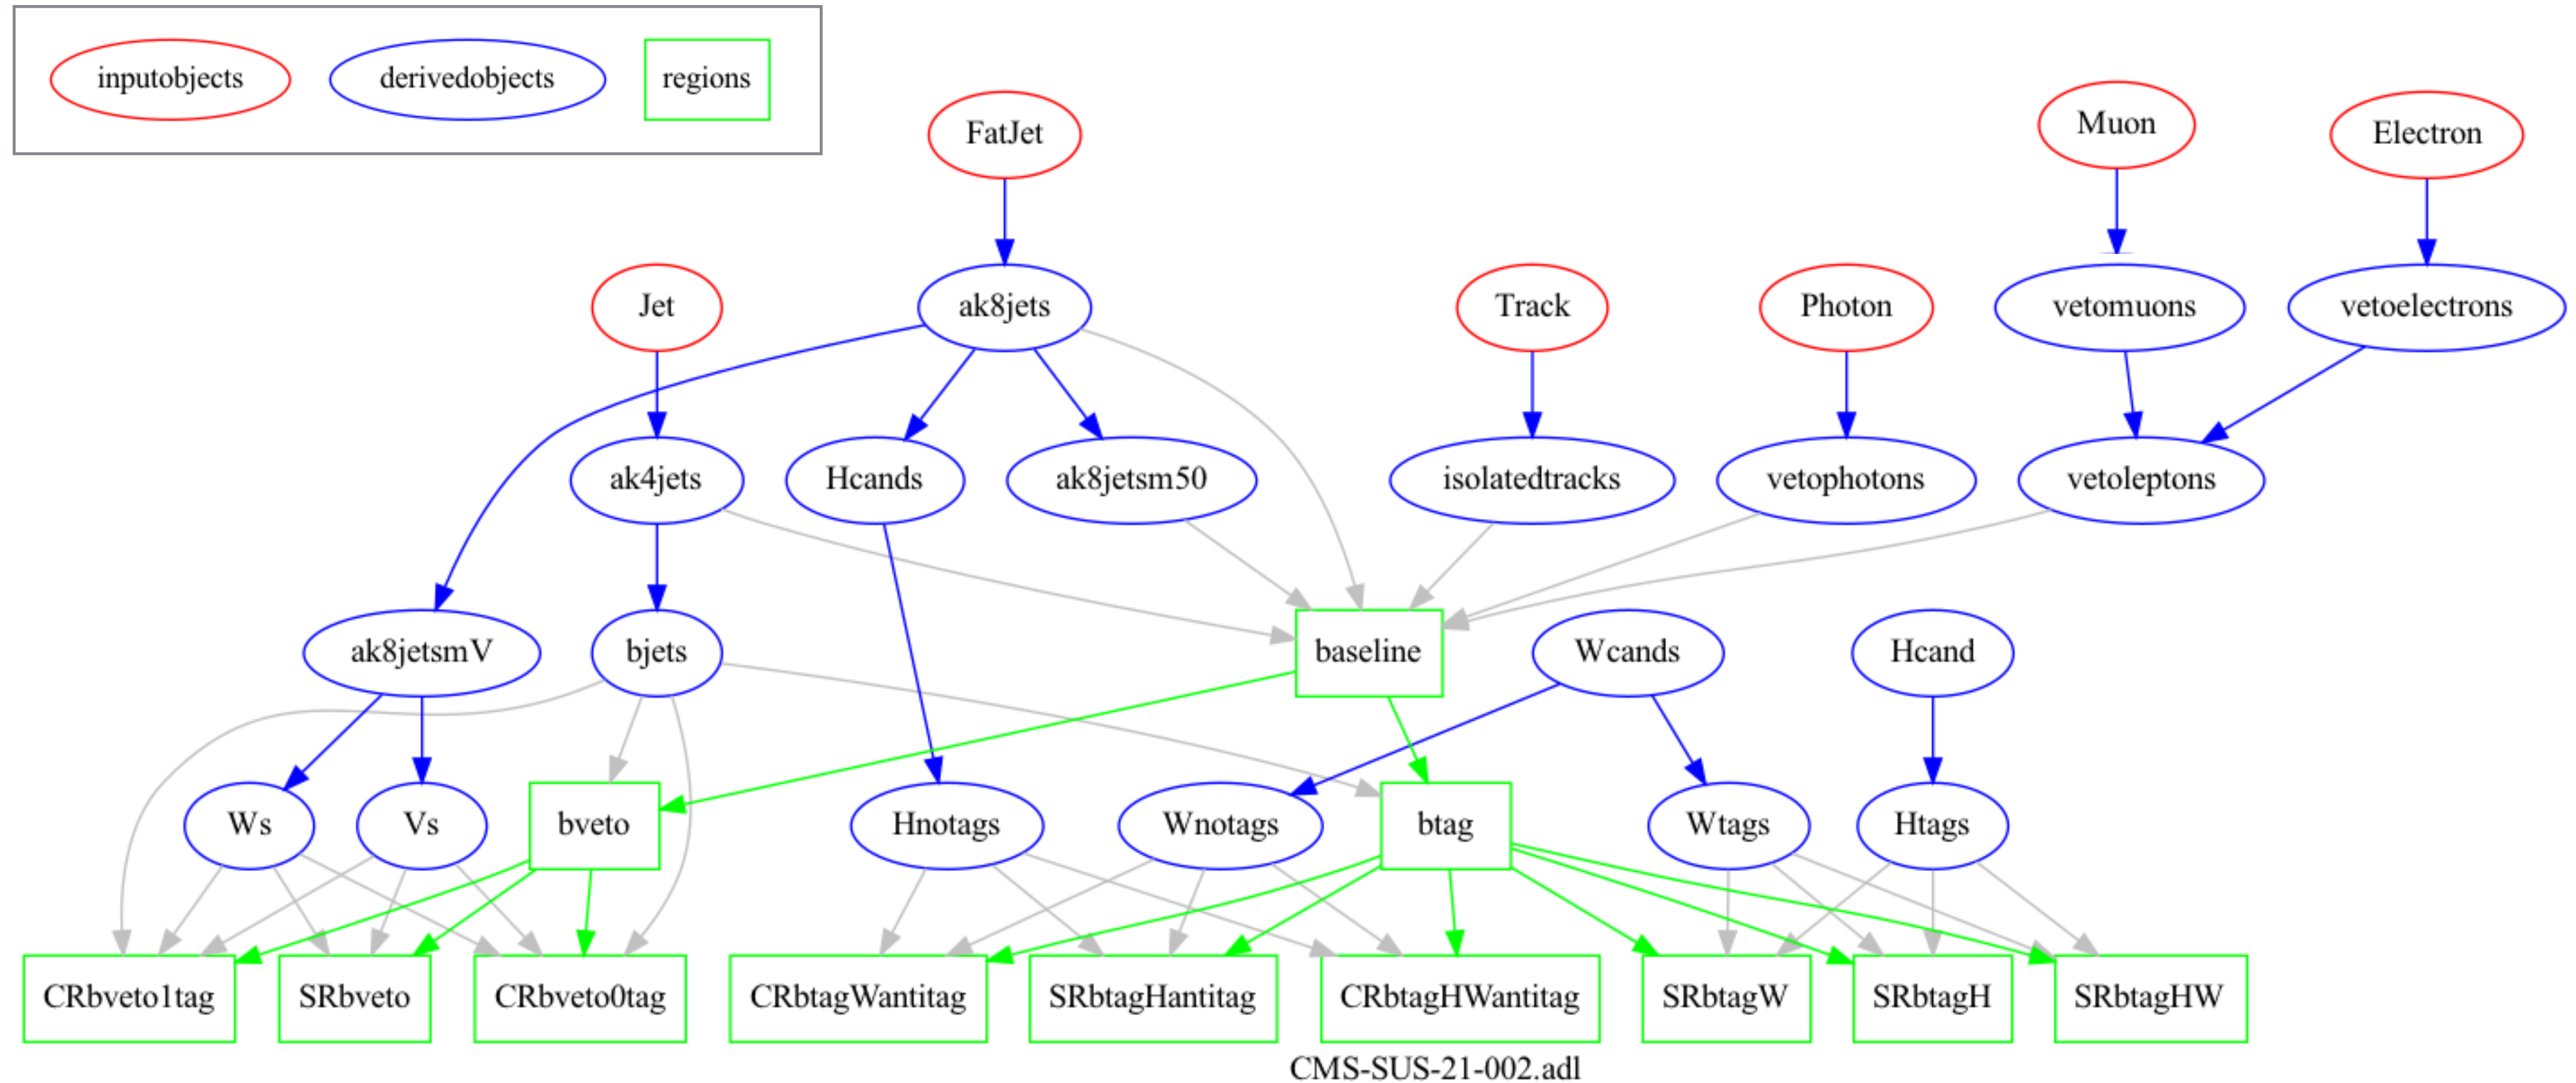 inputobjects
derivedobjects
regions
FatJet
Muon
Electron
Jet
ak8jets
Track
Photon
vetomuons
vetoelectrons
ak4jets
Hcands
ak8jetsm50
isolatedtracks
vetophotons
vetoleptons
ak8jetsmV
bjets
baseline
Wcands
Hcand
Ws
Vs
bveto
Hnotags
Wnotags
btag
Wtags
Htags
CRbveto1tag
SRbveto
CRbveto0tag
CRbtagWantitag
SRbtagHantitag
CRbtagHWantitag
SRbtagW
SRbtagH
SRbtagHW
CMS-SUS-21-002.adl